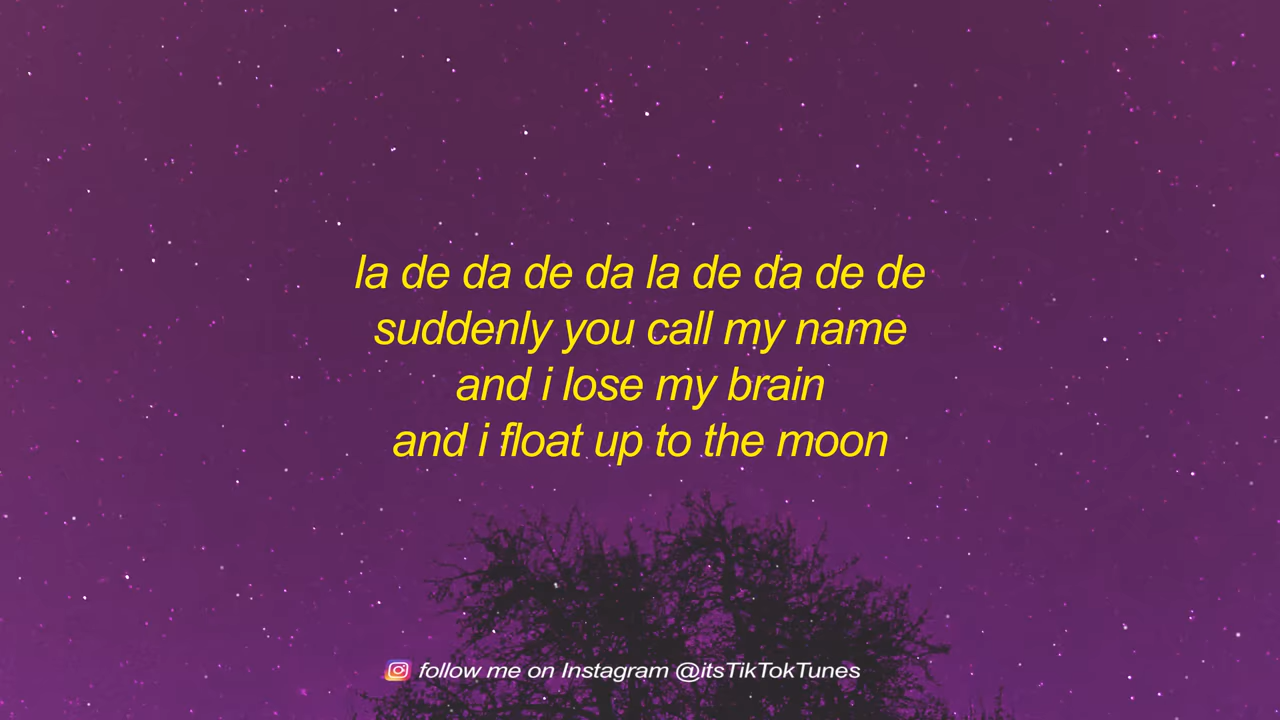 la de da de da la de da de de
suddenly you call my name
and i lose my brain
and i float up to the moon
follow me on Instagram @itsTikTokTunes